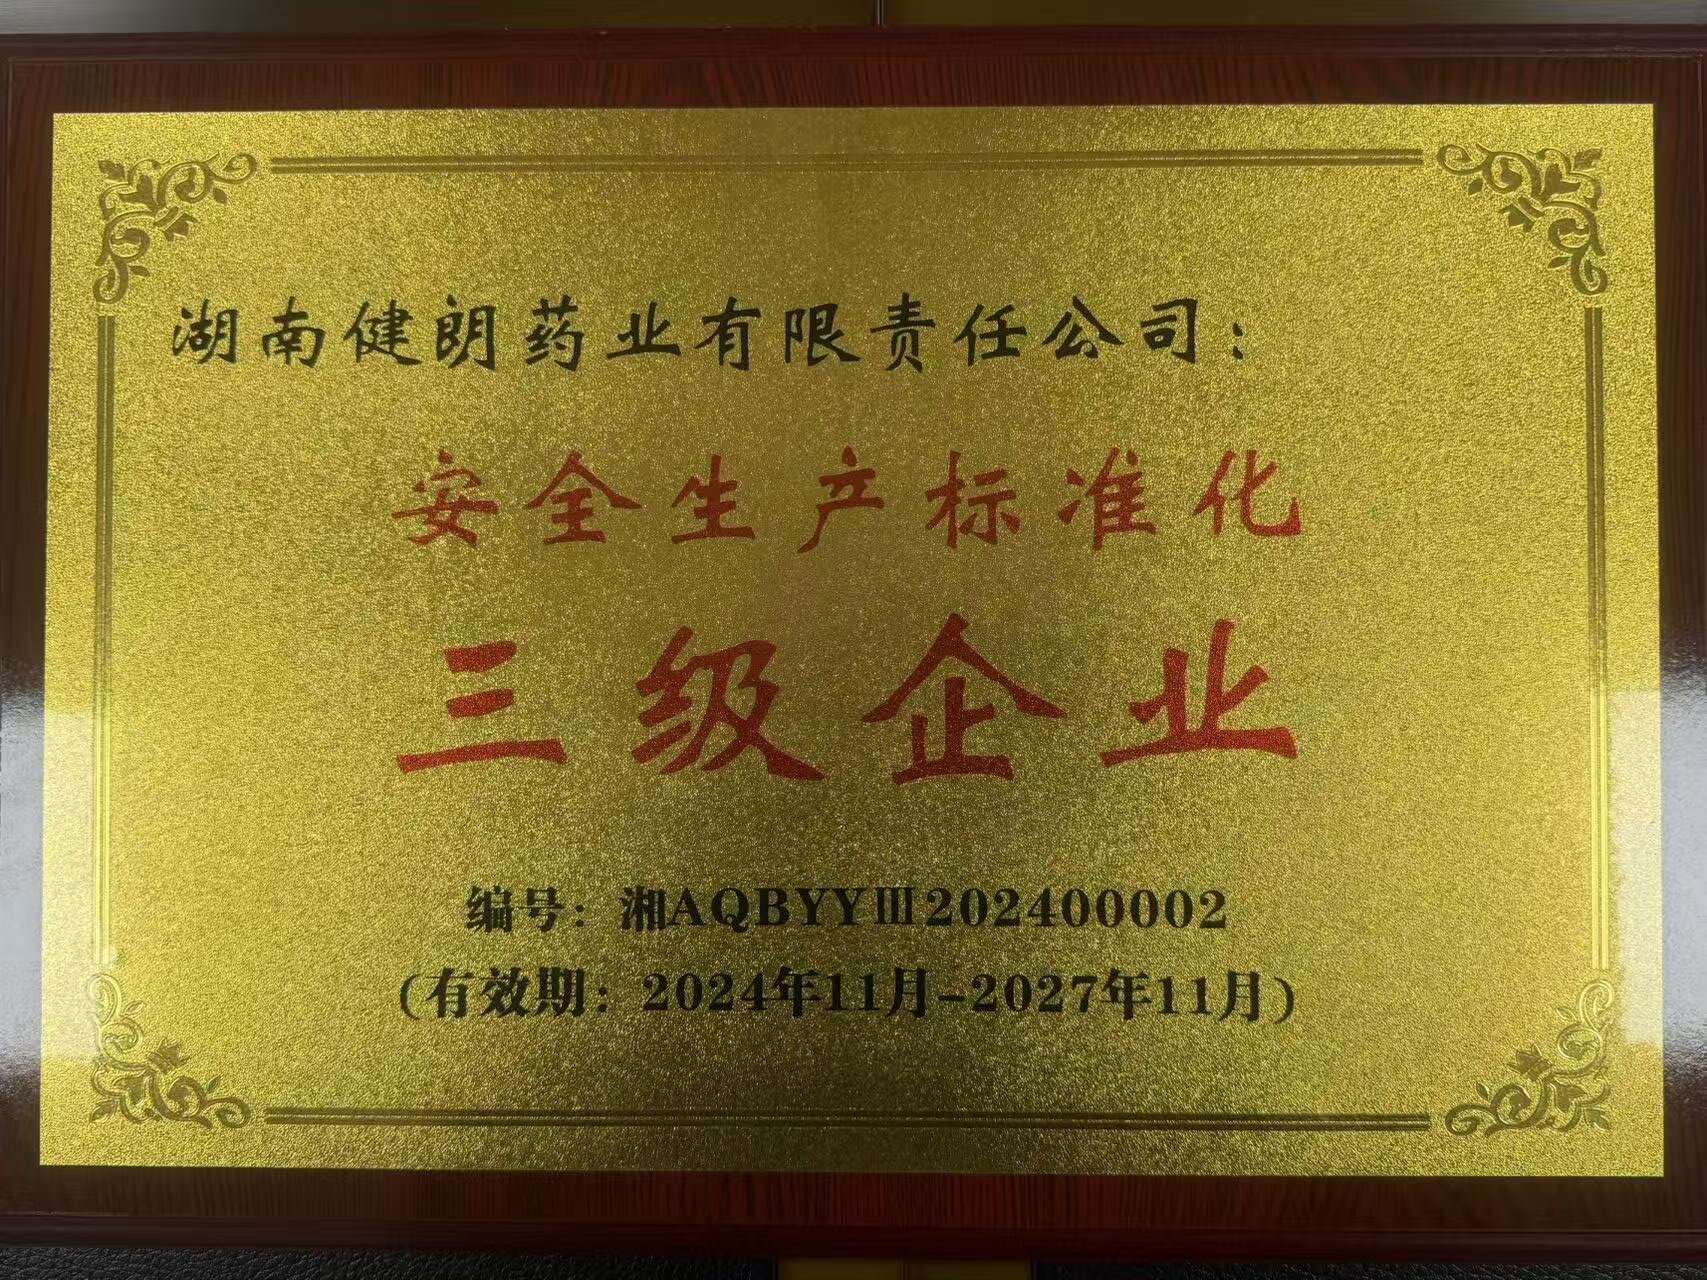 湖南健朗药业有限责任公司：
安全生产标准化
三级企业
编号：湘AQBYYⅢ202400002
(有效期：2024年11月-2027年11月)